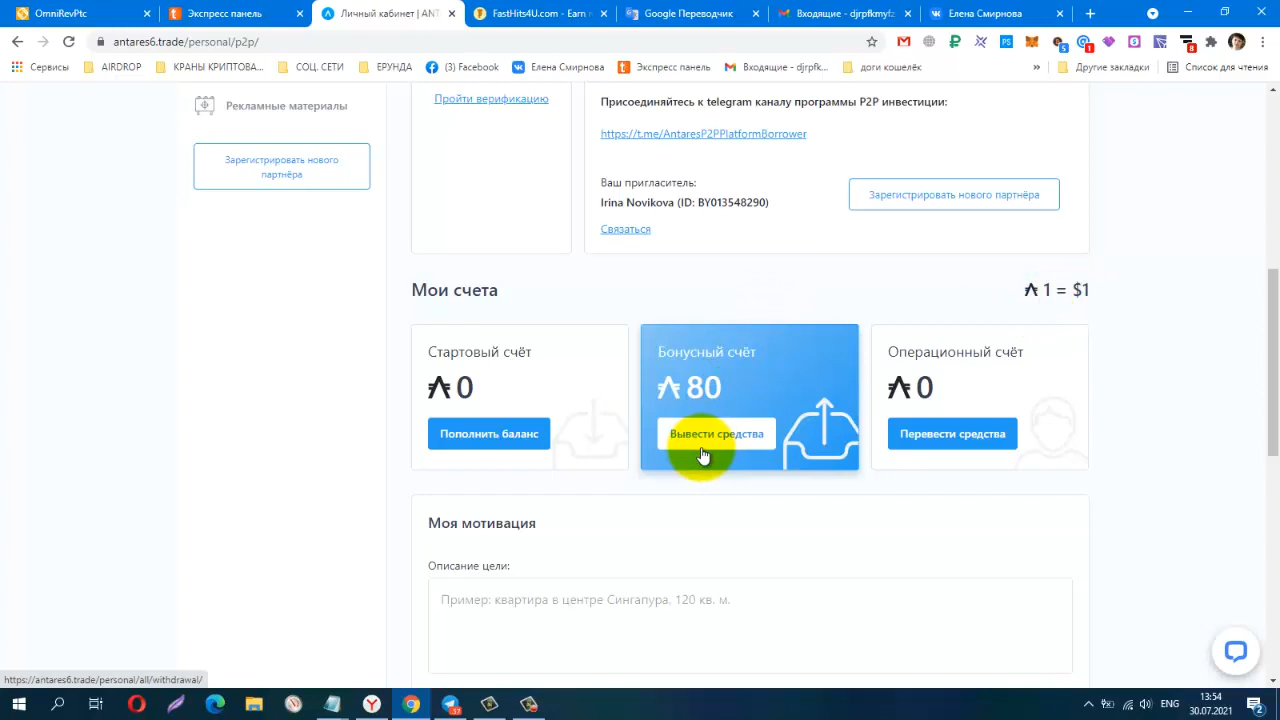 OmniRevPtc
Экспресс панель
Личный кабинет | ANT
FastHits4U.com - Earn
Google Переводчик
Входящие - djrpfkmyfz
Елена Смирнова
antares6.trade/personal/p2p/
Сервисы
AIRDROP
КРАНЫ КРИПТОВА...
СОЦ. СЕТИ
ЕРУНДА
(3) Facebook
Елена Смирнова
Экспресс панель
Входящие - djrpfk...
доги кошелёк
»
Другие закладки
Список для чтения
Рекламные материалы
Зарегистрировать нового
партнёра
Пройти верификацию
Присоединяйтесь к telegram каналу программы P2P инвестиции:
https://t.me/AntaresP2PPlatformBorrower
Ваш пригласитель:
Irina Novikova (ID: BY013548290)
Зарегистрировать нового партнёра
Связаться
Мои счета
1 = $1
Стартовый счёт
0
Пополнить баланс
Бонусный счёт
80
Вывести средства
Операционный счёт
0
Перевести средства
Моя мотивация
Описание цели:
Пример: квартира в центре Сингапура, 120 кв. м.
https://antares6.trade/personal/all/withdrawal/
ENG
13:54
30.07.2021